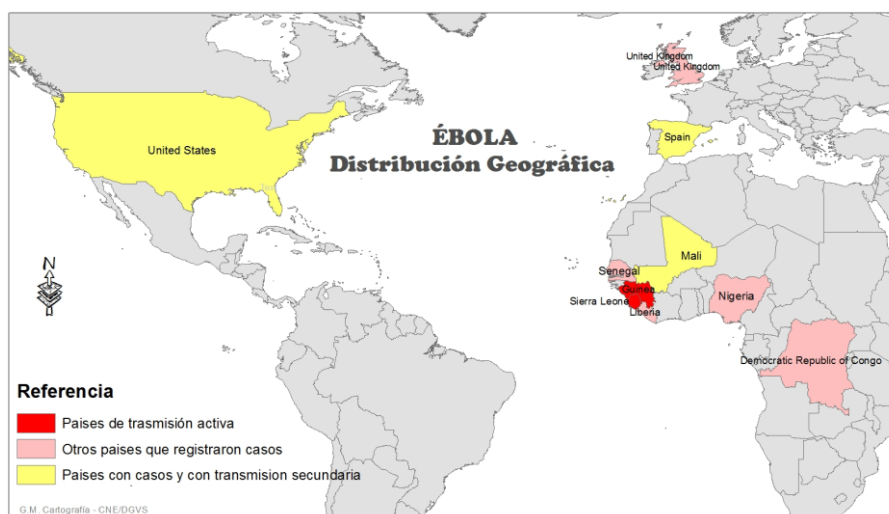 United Kingdom
United Kingdom
United States
ÉBOLA
Distribución Geográfica
Spain
N
Mali
Senegal
Guinea
Sierra Leone
Liberia
Nigeria
Democratic Republic of Congo
Referencia
Paises de trasmisión activa
Otros paises que registraron casos
Paises con casos y con transmision secundaria
G.M. Cartografía - CNE/DGVS